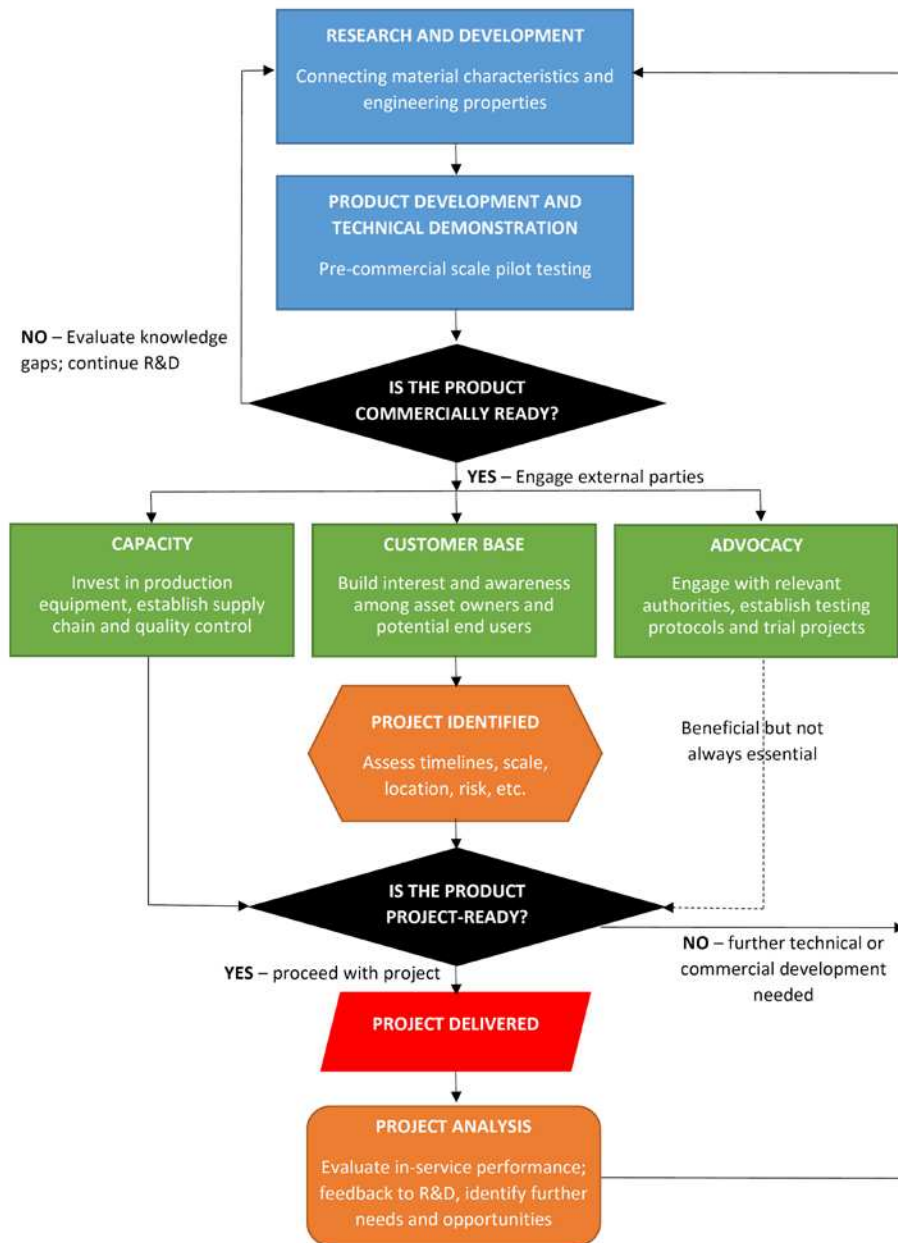 RESEARCH AND DEVELOPMENT
Connecting material characteristics and
engineering properties
PRODUCT DEVELOPMENT AND
TECHNICAL DEMONSTRATION
Pre-commercial scale pilot testing
NO – Evaluate knowledge
gaps; continue R&D
IS THE PRODUCT
COMMERCIALLY READY?
YES – Engage external parties
CAPACITY
Invest in production
equipment, establish supply
chain and quality control
CUSTOMER BASE
Build interest and awareness
among asset owners and
potential end users
ADVOCACY
Engage with relevant
authorities, establish testing
protocols and trial projects
PROJECT IDENTIFIED
Assess timelines, scale,
location, risk, etc.
Beneficial but not
always essential
IS THE PRODUCT
PROJECT-READY?
NO – further technical or
commercial development
needed
YES – proceed with project
PROJECT DELIVERED
PROJECT ANALYSIS
Evaluate in-service performance;
feedback to R&D, identify further
needs and opportunities